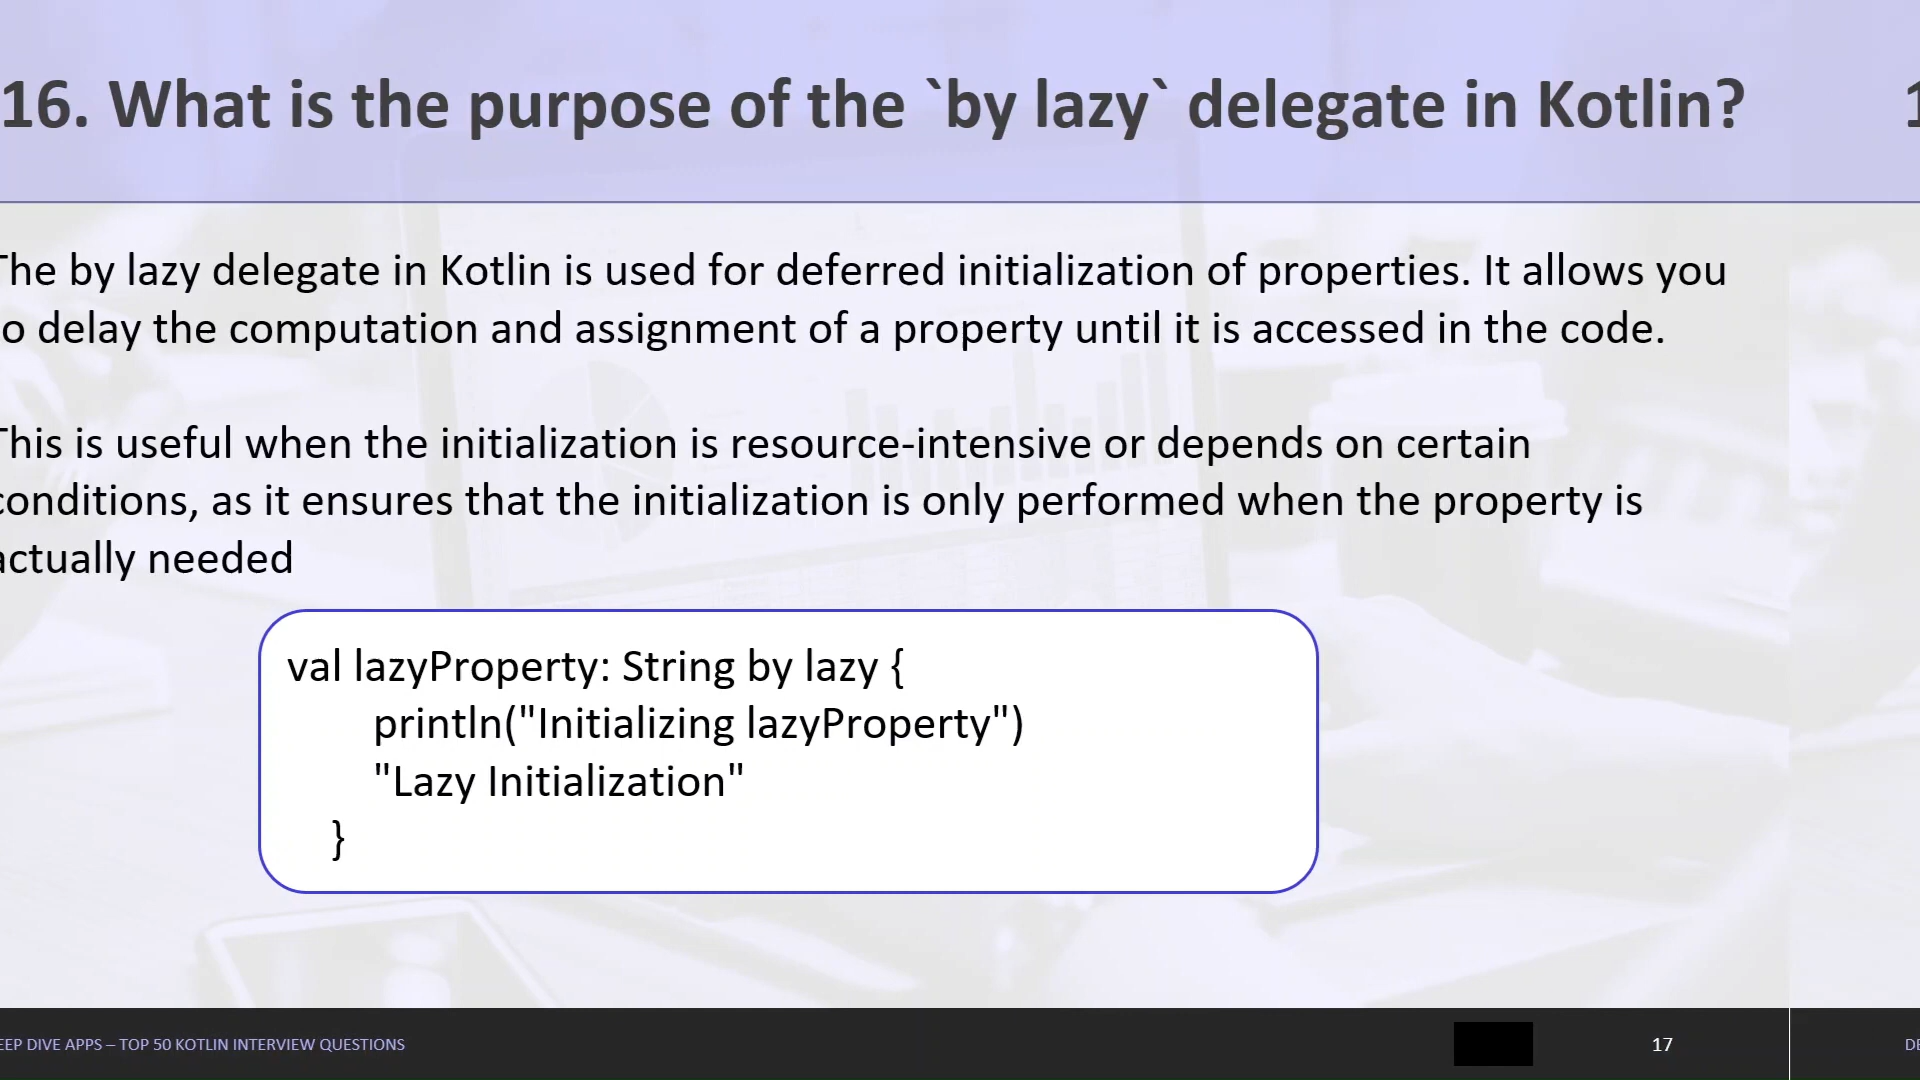 16. What is the purpose of the `by lazy` delegate in Kotlin?
The by lazy delegate in Kotlin is used for deferred initialization of properties. It allows you
to delay the computation and assignment of a property until it is accessed in the code.
This is useful when the initialization is resource-intensive or depends on certain
conditions, as it ensures that the initialization is only performed when the property is
actually needed
val lazyProperty: String by lazy {
println("Initializing lazyProperty")
"Lazy Initialization"
}
EEP DIVE APPS – TOP 50 KOTLIN INTERVIEW QUESTIONS
17